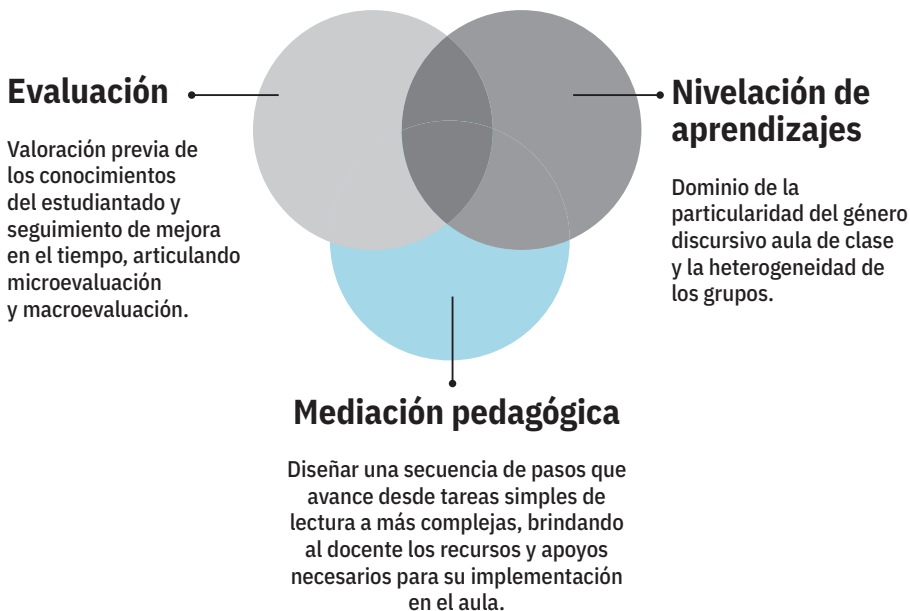 Evaluación
Valoración previa de
los conocimientos
del estudiantado y
seguimiento de mejora
en el tiempo, articulando
microevaluación
y macroevaluación.
Nivelación de
aprendizajes
Dominio de la
particularidad del género
discursivo aula de clase
y la heterogeneidad de
los grupos.
Mediación pedagógica
Diseñar una secuencia de pasos que
avance desde tareas simples de
lectura a más complejas, brindando
al docente los recursos y apoyos
necesarios para su implementación
en el aula.